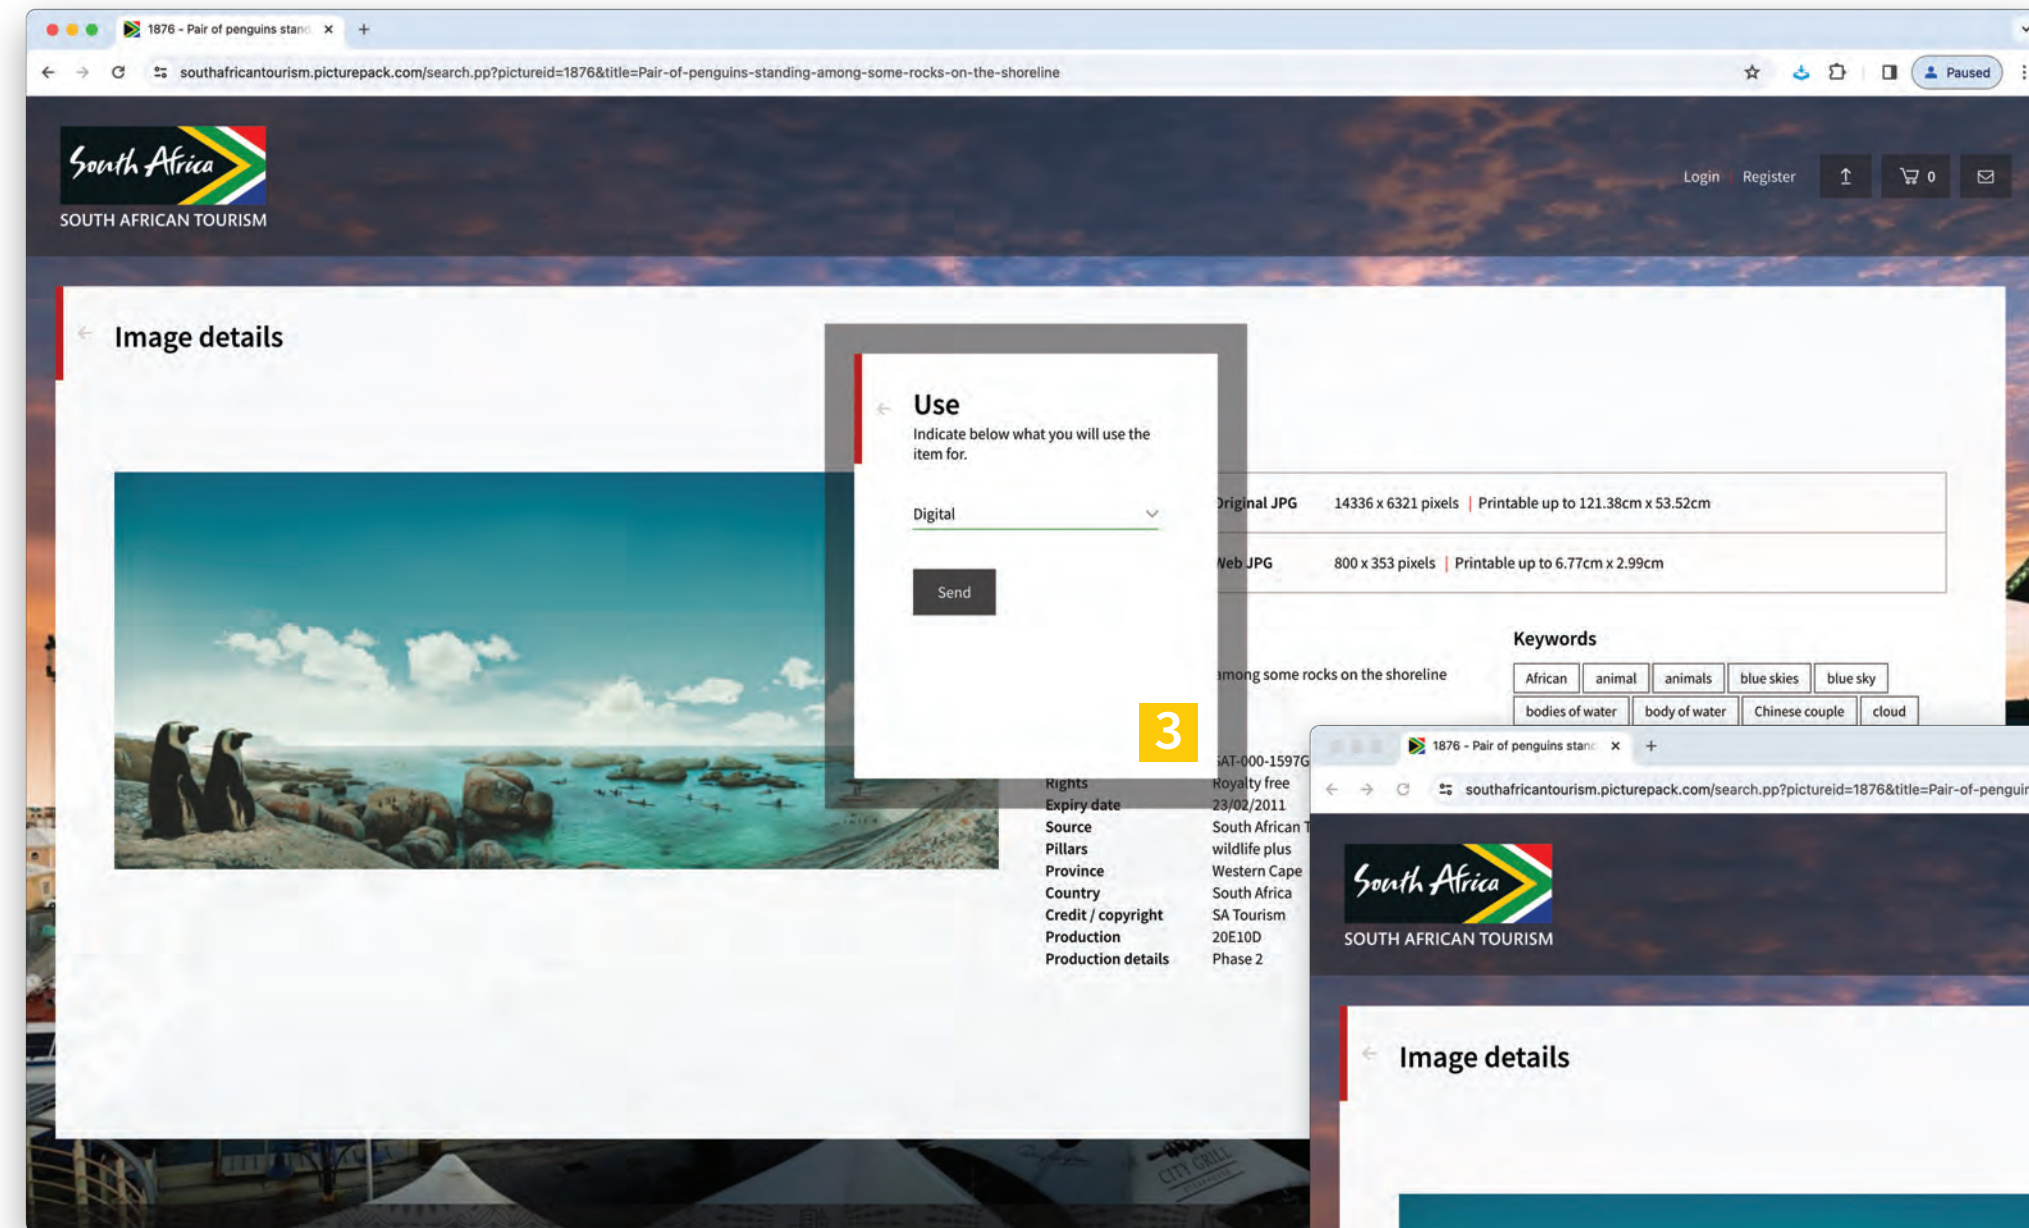 1876 - Pair of penguins stand
southafricantourism.picturepack.com/search.pp?pictureid=1876&title=Pair-of-penguins-standing-among-some-rocks-on-the-shoreline
Paused
South Africa
SOUTH AFRICAN TOURISM
Login Register
0
Image details
Use
Indicate below what you will use the
item for.
Digital
Send
3
Original JPG 14336 x 6321 pixels | Printable up to 121.38cm x 53.52cm
Web JPG 800 x 353 pixels | Printable up to 6.77cm x 2.99cm
among some rocks on the shoreline
Keywords
African animal animals blue skies blue sky
bodies of water body of water Chinese couple cloud
SAT-000-1597G
Rights Royalty free
Expiry date 23/02/2011
Source South African T
Pillars wildlife plus
Province Western Cape
Country South Africa
Credit / copyright SA Tourism
Production 20E10D
Production details Phase 2
CITY GRILL
1876 - Pair of penguins stand
southafricantourism.picturepack.com/search.pp?pictureid=1876&title=Pair-of-penguin
South Africa
SOUTH AFRICAN TOURISM
Image details